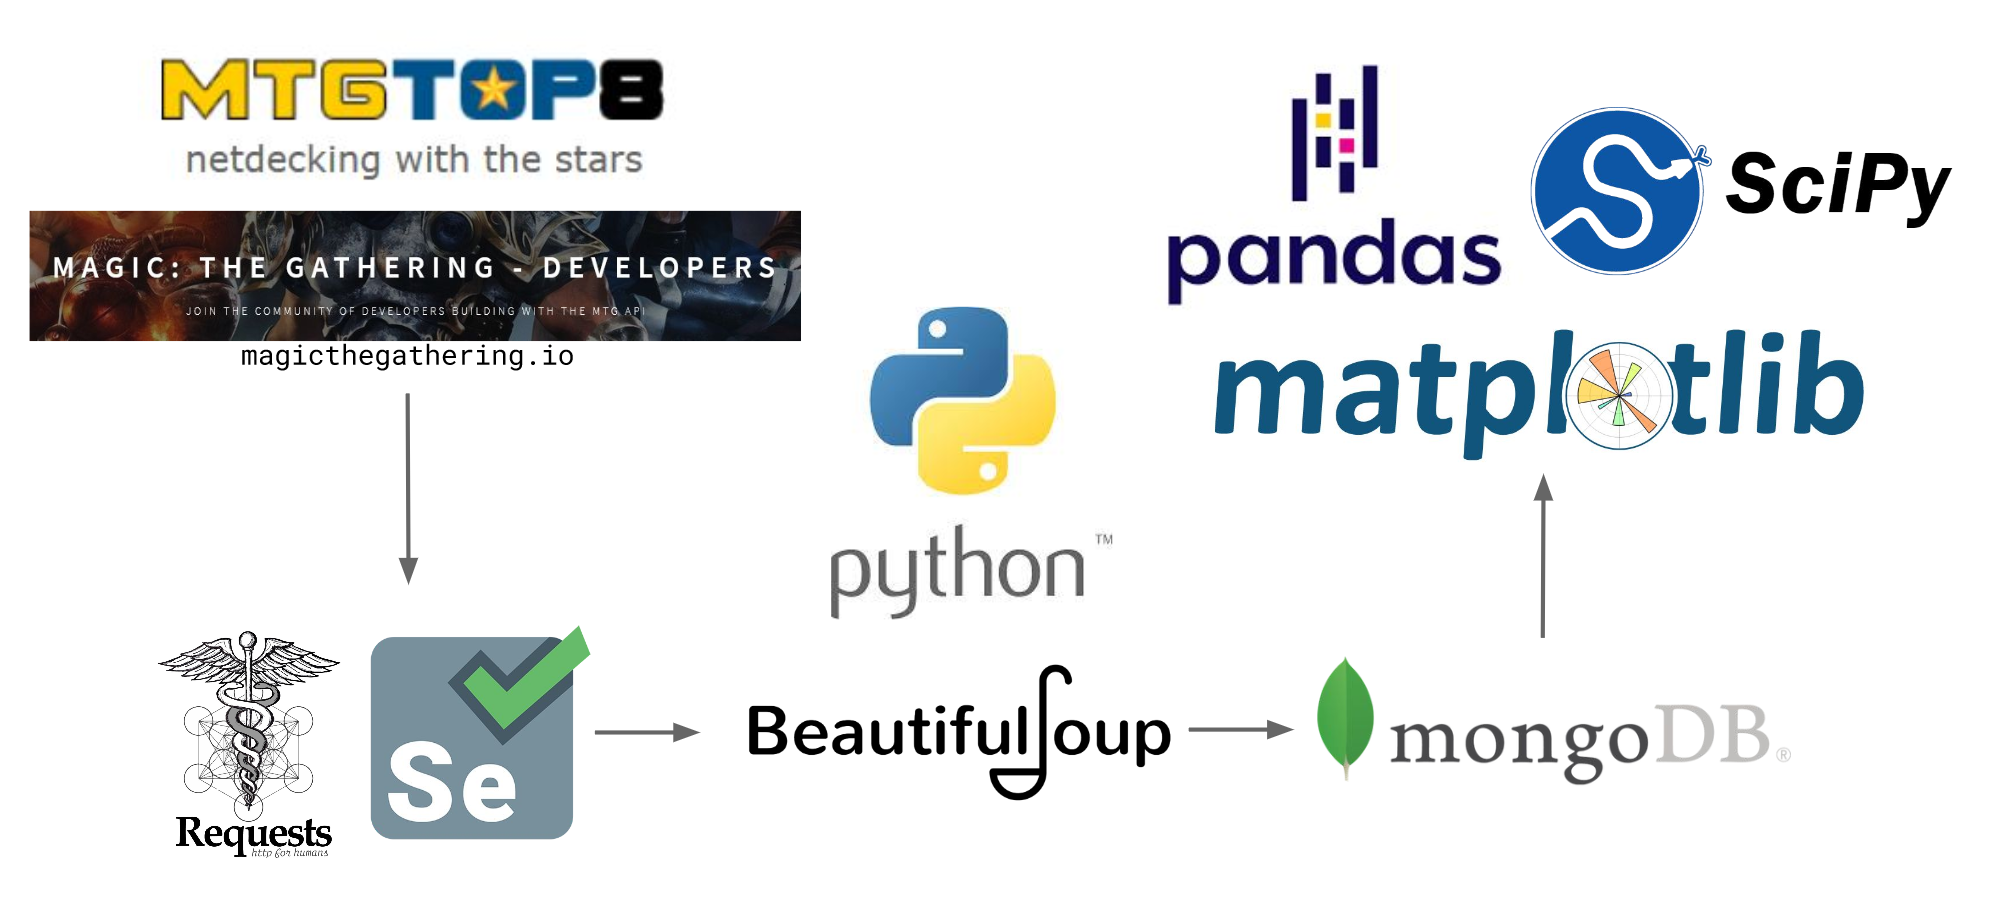 MTGTOP8
netdecking with the stars
MAGIC: THE GATHERING - DEVELOPERS
JOIN THE COMMUNITY OF DEVELOPERS BUILDING WITH THE MTG API
magicthegathering.io
Requests
http for humans
Se
python™
BeautifulSoup
mongoDB®
pandas
SciPy
matplotlib